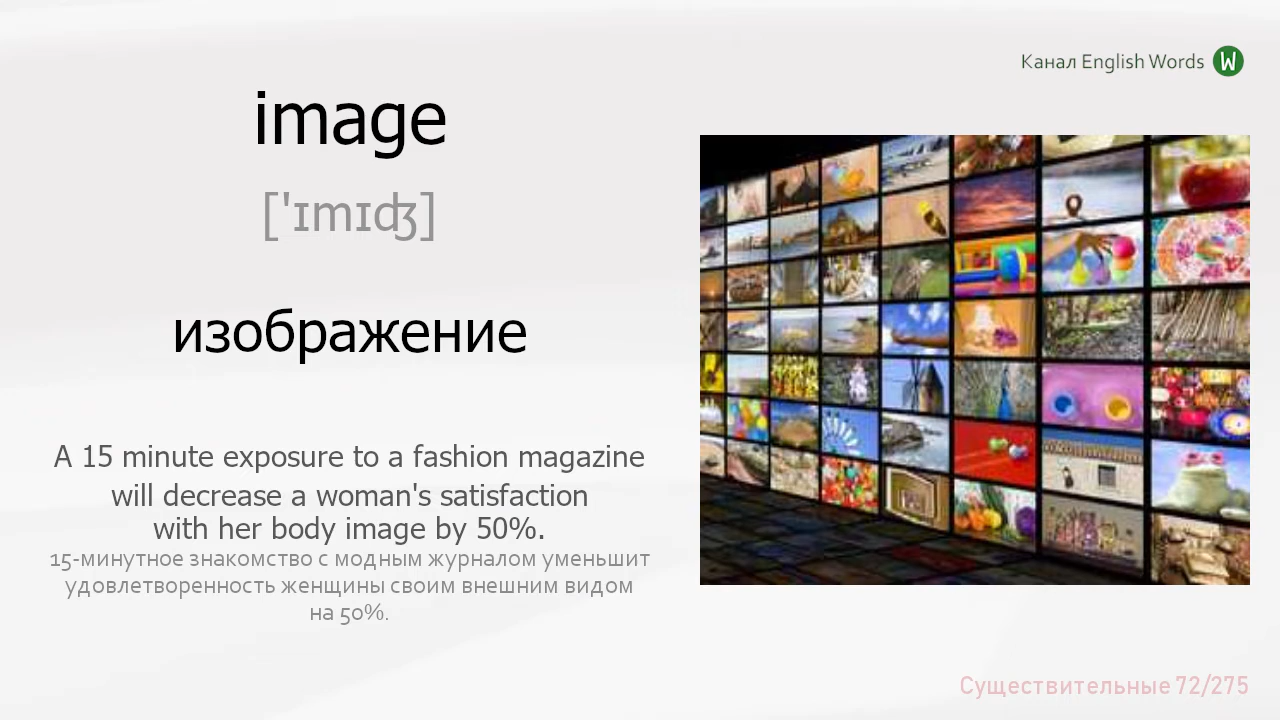 Канал English Words W
image
['ɪmɪʤ]
изображение
A 15 minute exposure to a fashion magazine
will decrease a woman's satisfaction
with her body image by 50%.
15-минутное знакомство с модным журналом уменьшит
удовлетворенность женщины своим внешним видом
на 50%.
Существительные 72/275